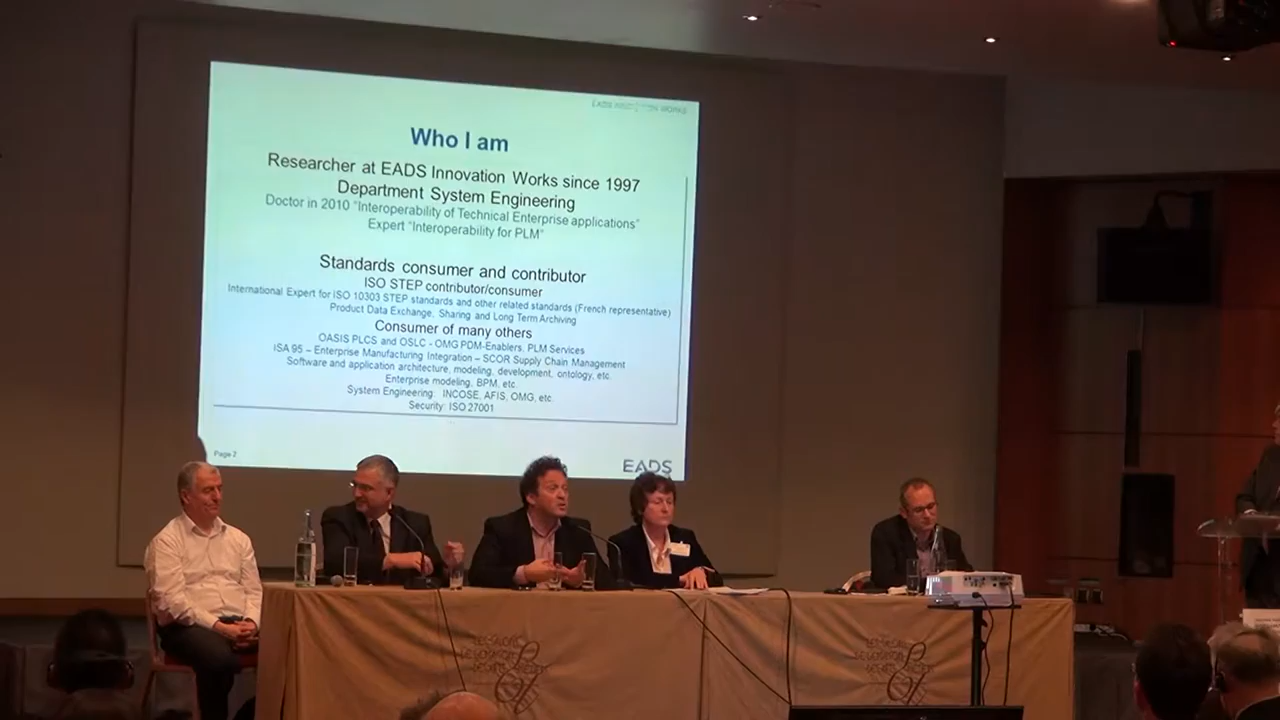 EADS INNOVATION WORKS
Who I am
Researcher at EADS Innovation Works since 1997
Department System Engineering
Doctor in 2010 "Interoperability of Technical Enterprise applications"
Expert "Interoperability for PLM"
Standards consumer and contributor
ISO STEP contributor/consumer
International Expert for ISO 10303 STEP standards and other related standards (French representative)
Product Data Exchange, Sharing and Long Term Archiving
Consumer of many others
OASIS PLCS and OSLC - OMG PDM-Enablers, PLM Services
ISA 95 – Enterprise Manufacturing Integration – SCOR Supply Chain Management
Software and application architecture, modeling, development, ontology, etc.
Enterprise modeling, BPM, etc.
System Engineering: INCOSE, AFIS, OMG, etc.
Security: ISO 27001
Page 2
EADS